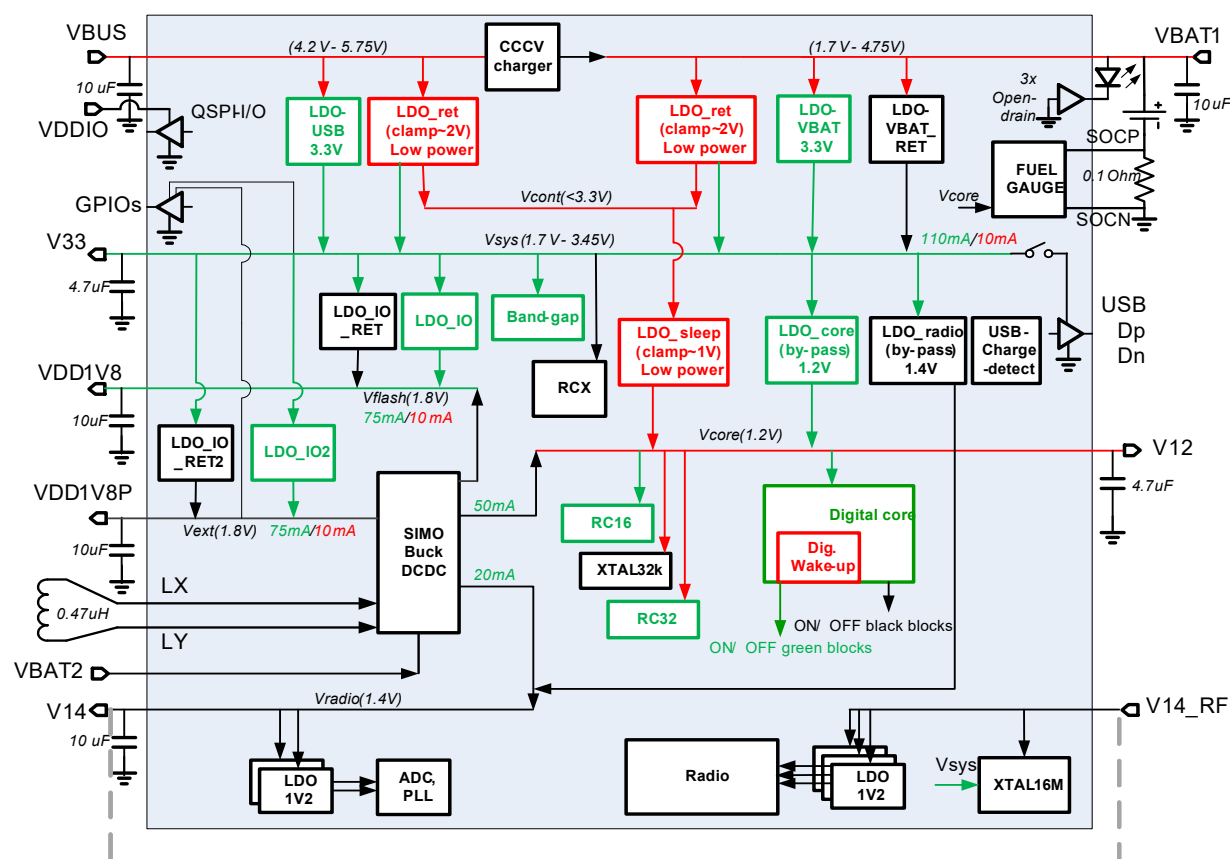 VBUS
(4.2 V - 5.75V)
CCCV
charger
(1.7 V - 4.75V)
VBAT1
10 uF
VDDIO
QSPI-I/O
LDO-
USB
3.3V
LDO_ret
(clamp~2V)
Low power
LDO_ret
(clamp~2V)
Low power
LDO-
VBAT
3.3V
LDO-
VBAT_
RET
3x
Open-
drain
10uF
SOCP
FUEL
GAUGE
0.1 Ohm
Vcore
SOCN
GPIOs
Vcont(<3.3V)
V33
Vsys(1.7 V - 3.45V)
110mA/10mA
4.7uF
LDO_IO
_RET
LDO_IO
Band-gap
LDO_sleep
(clamp~1V)
Low power
LDO_core
(by-pass)
1.2V
LDO_radio
(by-pass)
1.4V
USB-
Charge
-detect
USB
Dp
Dn
RCX
VDD1V8
Vflash(1.8V)
75mA/10 mA
10uF
LDO_IO
_RET2
LDO_IO2
Vcore(1.2V)
V12
4.7uF
VDD1V8P
Vext(1.8V)
75mA/10mA
10uF
SIMO
Buck
DCDC
50mA
20mA
RC16
XTAL32k
RC32
Digital core
Dig.
Wake-up
ON/ OFF black blocks
ON/ OFF green blocks
LX
0.47uH
LY
VBAT2
Vradio(1.4V)
V14
V14_RF
10 uF
LDO
1V2
ADC,
PLL
Radio
LDO
1V2
Vsys
XTAL16M